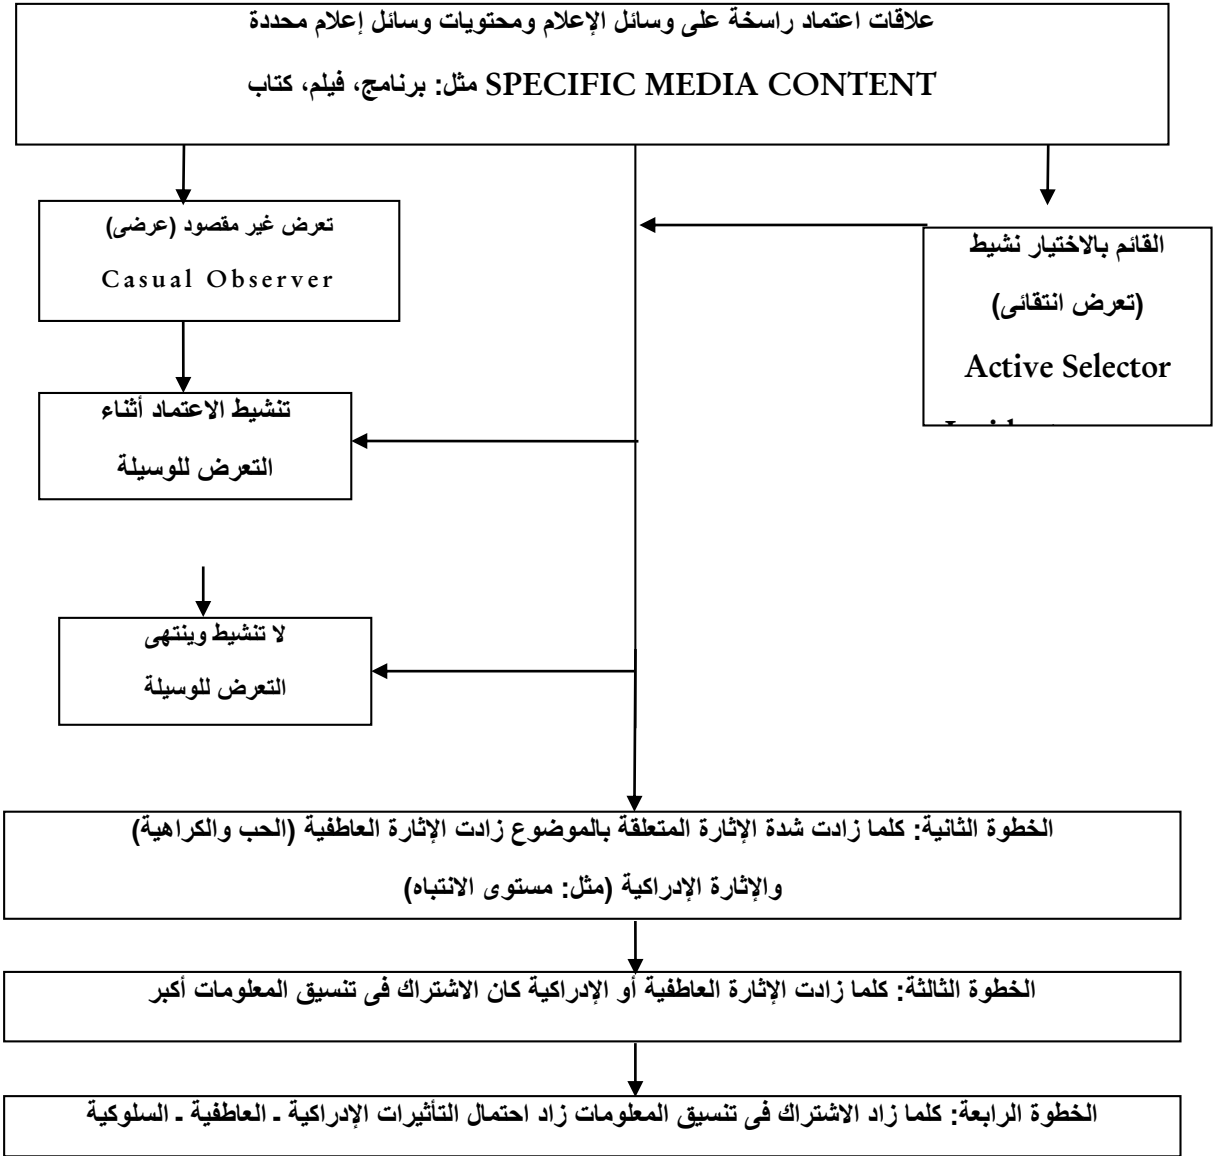 علاقات اعتماد راسخة على وسائل الإعلام ومحتويات وسائل إعلام محددة
SPECIFIC MEDIA CONTENT مثل: برنامج، فيلم، كتاب
القائم بالاختيار نشيط
(تعرض انتقائى)
Active Selector
تعرض غير مقصود (عرضى)
Casual Observer
تنشيط الاعتماد أثناء
التعرض للوسيلة
لا تنشيط وينتهى
التعرض للوسيلة
الخطوة الثانية: كلما زادت شدة الإثارة المتعلقة بالموضوع زادت الإثارة العاطفية (الحب والكراهية)
والإثارة الإدراكية (مثل: مستوى الانتباه)
الخطوة الثالثة: كلما زادت الإثارة العاطفية أو الإدراكية كان الاشتراك فى تنسيق المعلومات أكبر
الخطوة الرابعة: كلما زاد الاشتراك فى تنسيق المعلومات زاد احتمال التأثيرات الإدراكية ـ العاطفية ـ السلوكية